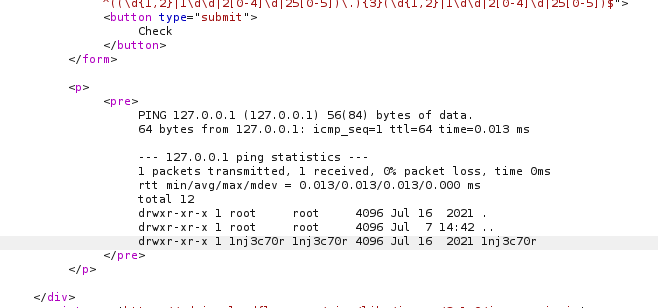 ^((\d{1,2}|1\d\d|2[0-4]\d|25[0-5])\.){3}(\d{1,2}|1\d\d|2[0-4]\d|25[0-5])$">
<button type="submit">
Check
</button>
</form>
<p>
<pre>
PING 127.0.0.1 (127.0.0.1) 56(84) bytes of data.
64 bytes from 127.0.0.1: icmp_seq=1 ttl=64 time=0.013 ms
--- 127.0.0.1 ping statistics ---
1 packets transmitted, 1 received, 0% packet loss, time 0ms
rtt min/avg/max/mdev = 0.013/0.013/0.013/0.000 ms
total 12
drwxr-xr-x 1 root     root     4096 Jul 16  2021 .
drwxr-xr-x 1 root     root     4096 Jul  7 14:42 ..
drwxr-xr-x 1 1nj3c70r 1nj3c70r 4096 Jul 16  2021 1nj3c70r
</pre>
</p>
</div>